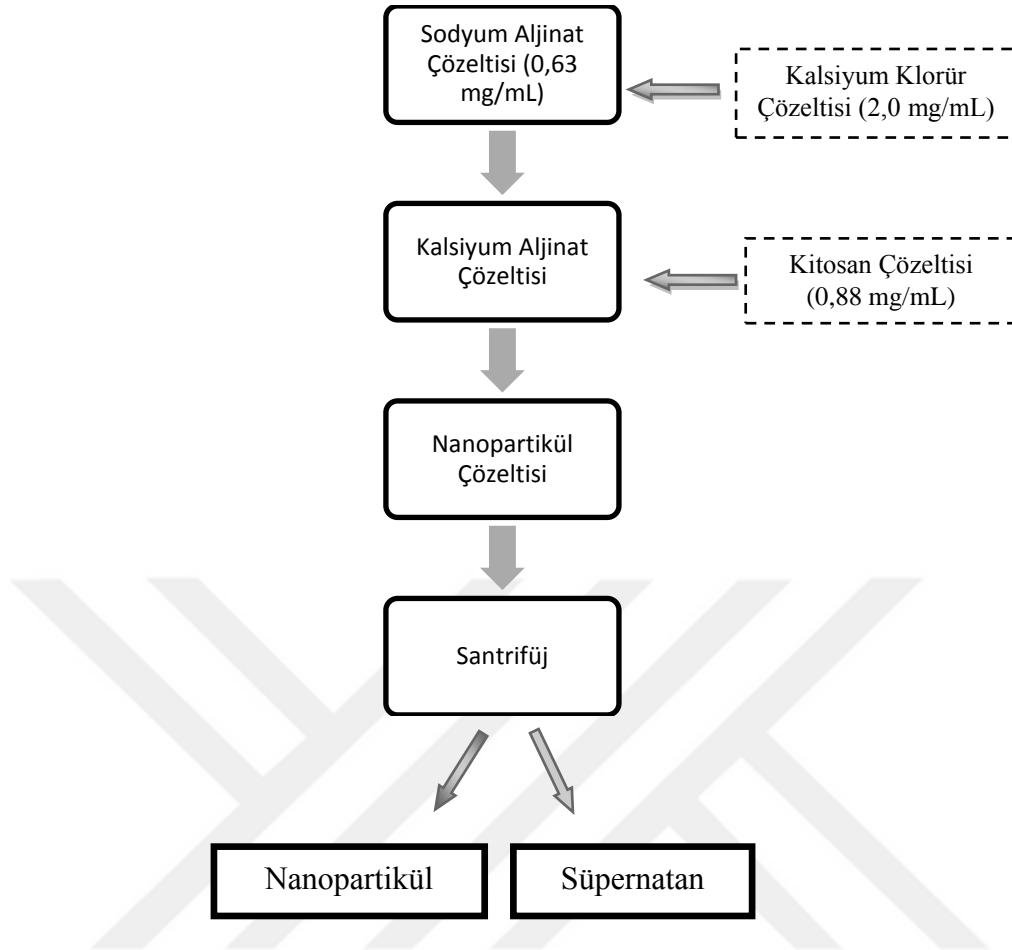 Sodyum Aljinat
Çözeltisi (0,63
mg/mL)
Kalsiyum Klorür
Çözeltisi (2,0 mg/mL)
Kalsiyum Aljinat
Çözeltisi
Kitosan Çözeltisi
(0,88 mg/mL)
Nanopartikül
Çözeltisi
Santrifüj
Nanopartikül
Süpernatan